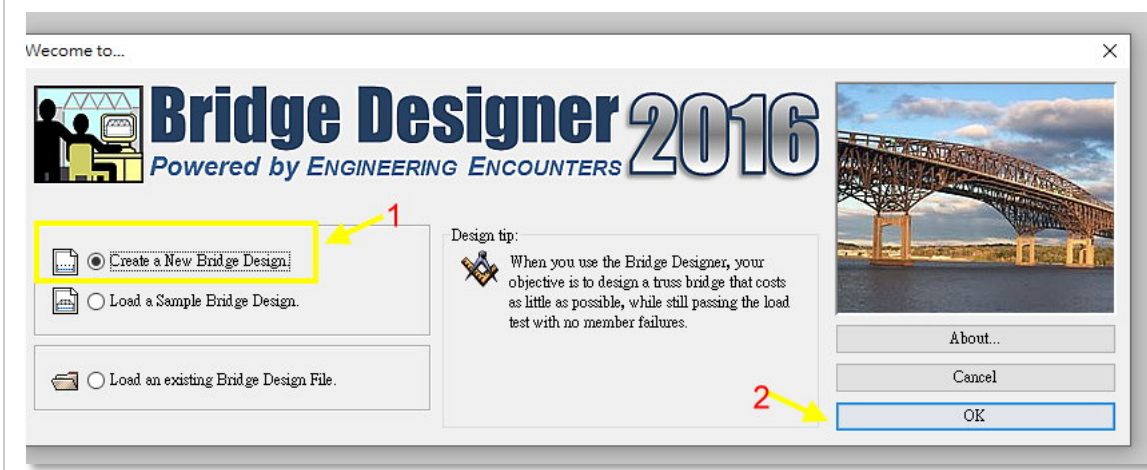 Wecome to...
Bridge Designer 2016
Powered by ENGINEERING ENCOUNTERS
1
Create a New Bridge Design.
Load a Sample Bridge Design.
Load an existing Bridge Design File.
Design tip:
When you use the Bridge Designer, your
objective is to design a truss bridge that costs
as little as possible, while still passing the load
test with no member failures.
About...
Cancel
2
OK